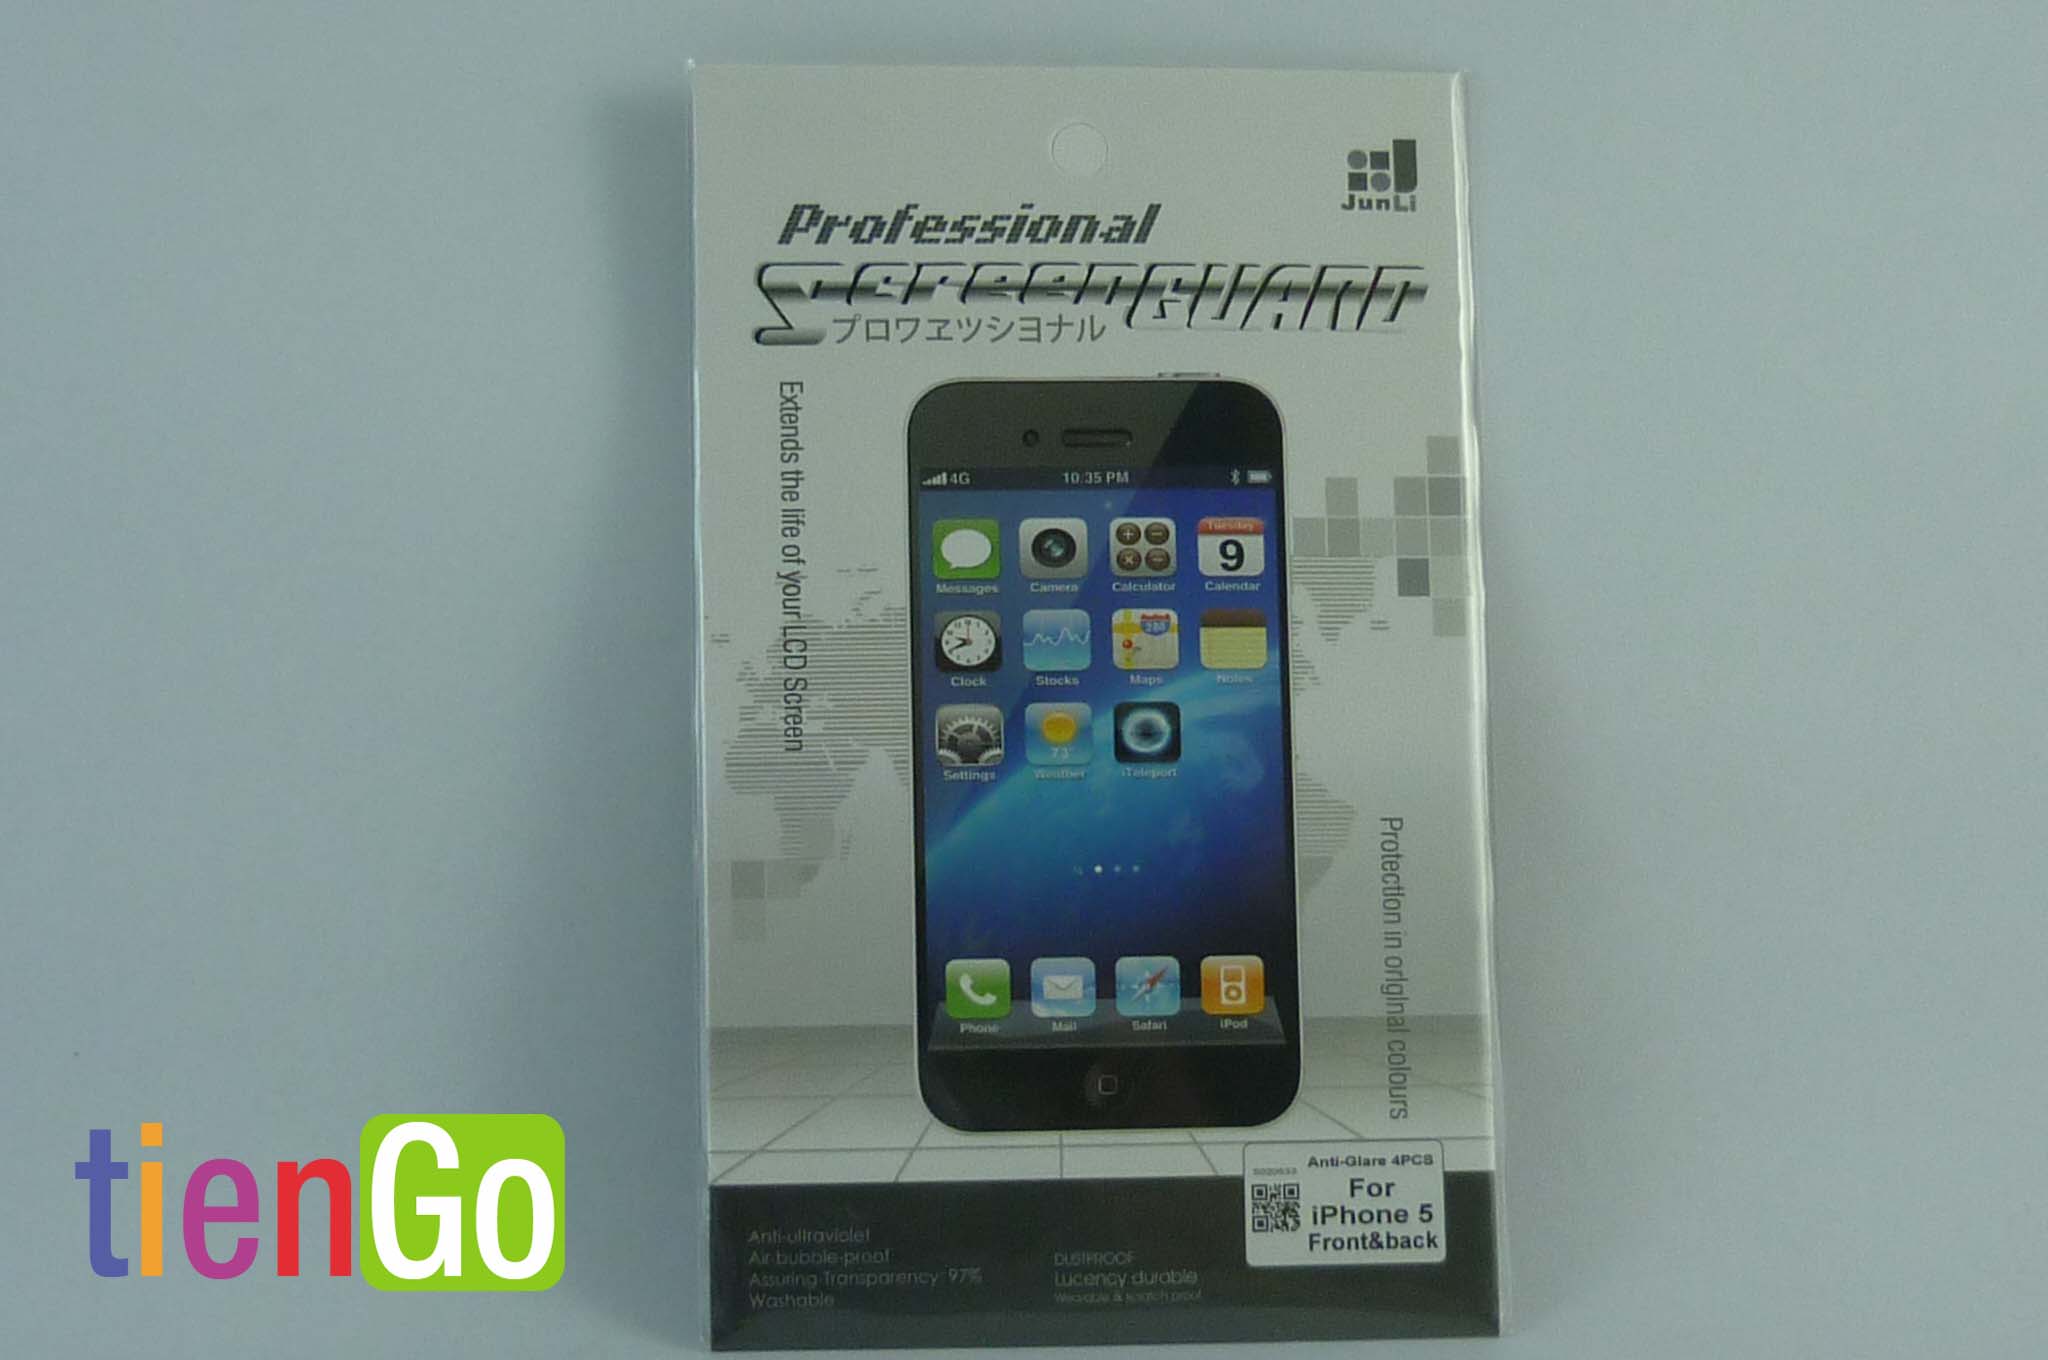 JunLi
Professional
ScreenGUARD
プロワヱツシヨナル
Extends the life of your LCD Screen
4G
10:35 PM
Tuesday
9
Messages
Camera
Calculator
Calendar
280
Clock
Stocks
Maps
Notes
73°
Settings
Weather
iTeleport
Phone
Mail
Safari
iPod
Protection in original colours
Anti-Glare 4PCS
For
iPhone 5
Front&back
Anti-ultraviolet
Air-bubble-proof
Assuring Transparency 97%
Washable
DUSTPROOF
Lucency durable
Wearable & scratch proof
tienGo